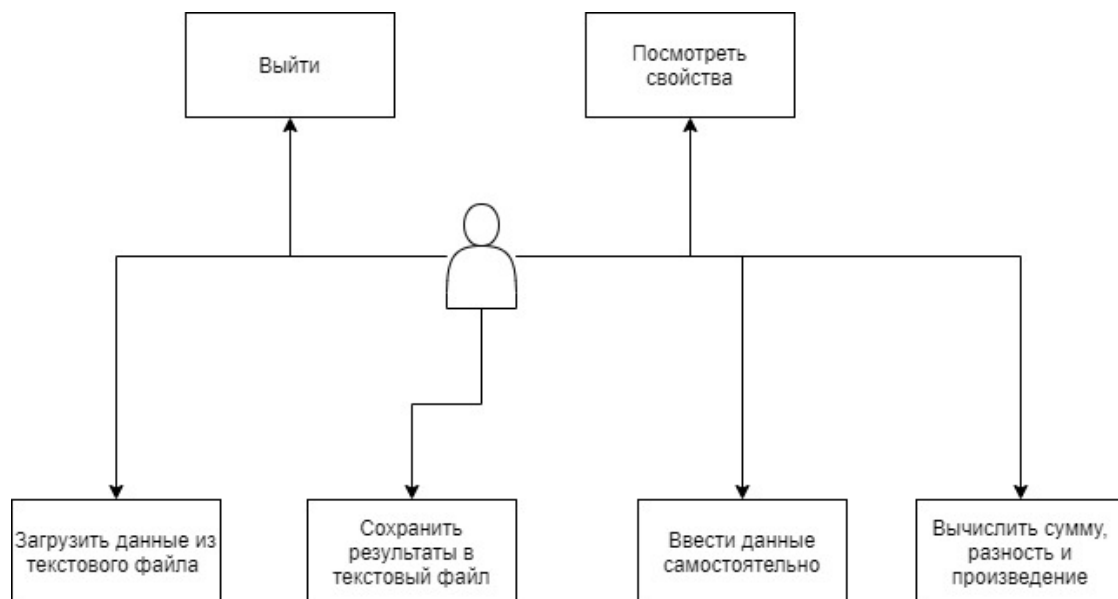 Выйти
Посмотреть
свойства
Загрузить данные из
текстового файла
Сохранить
результаты в
текстовый файл
Ввести данные
самостоятельно
Вычислить сумму,
разность и
произведение